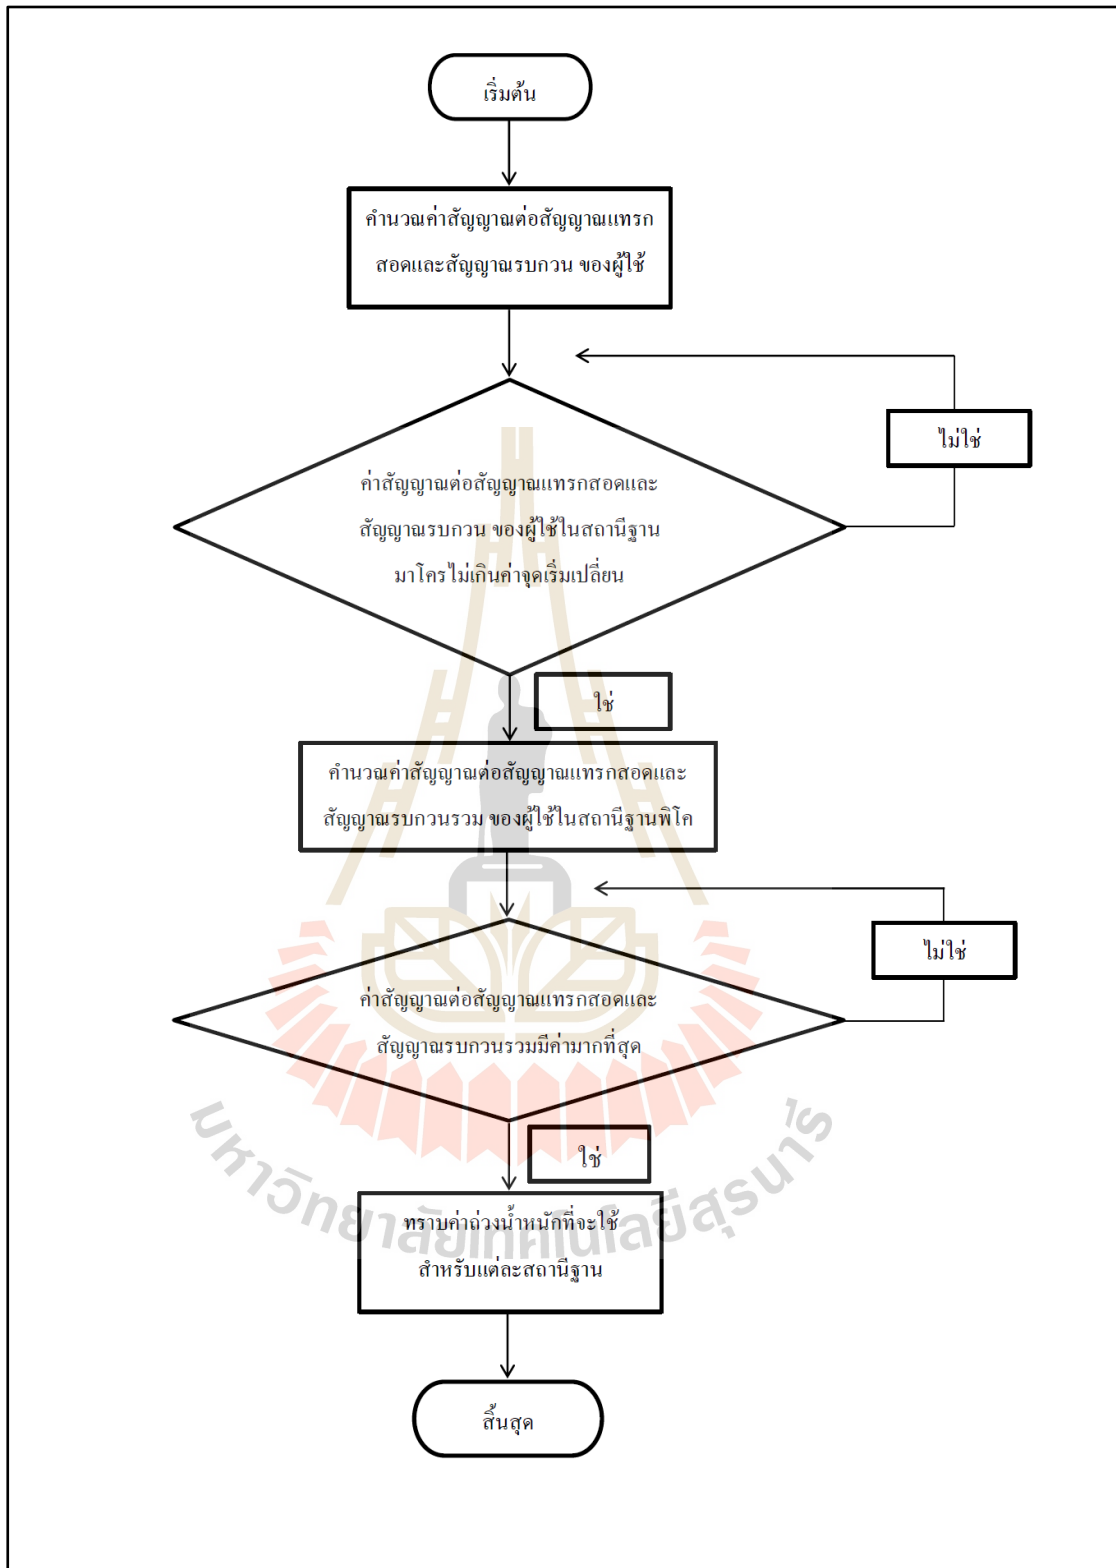 เริ่มต้น
คำนวณค่าสัญญาณต่อสัญญาณแทรก
สอดและสัญญาณรบกวน ของผู้ใช้
ไม่ใช่
ค่าสัญญาณต่อสัญญาณแทรกสอดและ
สัญญาณรบกวน ของผู้ใช้ในสถานีฐาน
มาโครไม่เกินค่าจุดเริ่มเปลี่ยน
ใช่
คำนวณค่าสัญญาณต่อสัญญาณแทรกสอดและ
สัญญาณรบกวนรวม ของผู้ใช้ในสถานีฐานพิโค
ไม่ใช่
ค่าสัญญาณต่อสัญญาณแทรกสอดและ
สัญญาณรบกวนรวมมีค่ามากที่สุด
ใช่
ทราบค่าถ่วงน้ำหนักที่จะใช้
สำหรับแต่ละสถานีฐาน
มหาวิทยาลัยเทคโนโลยีสุรนารี
สิ้นสุด